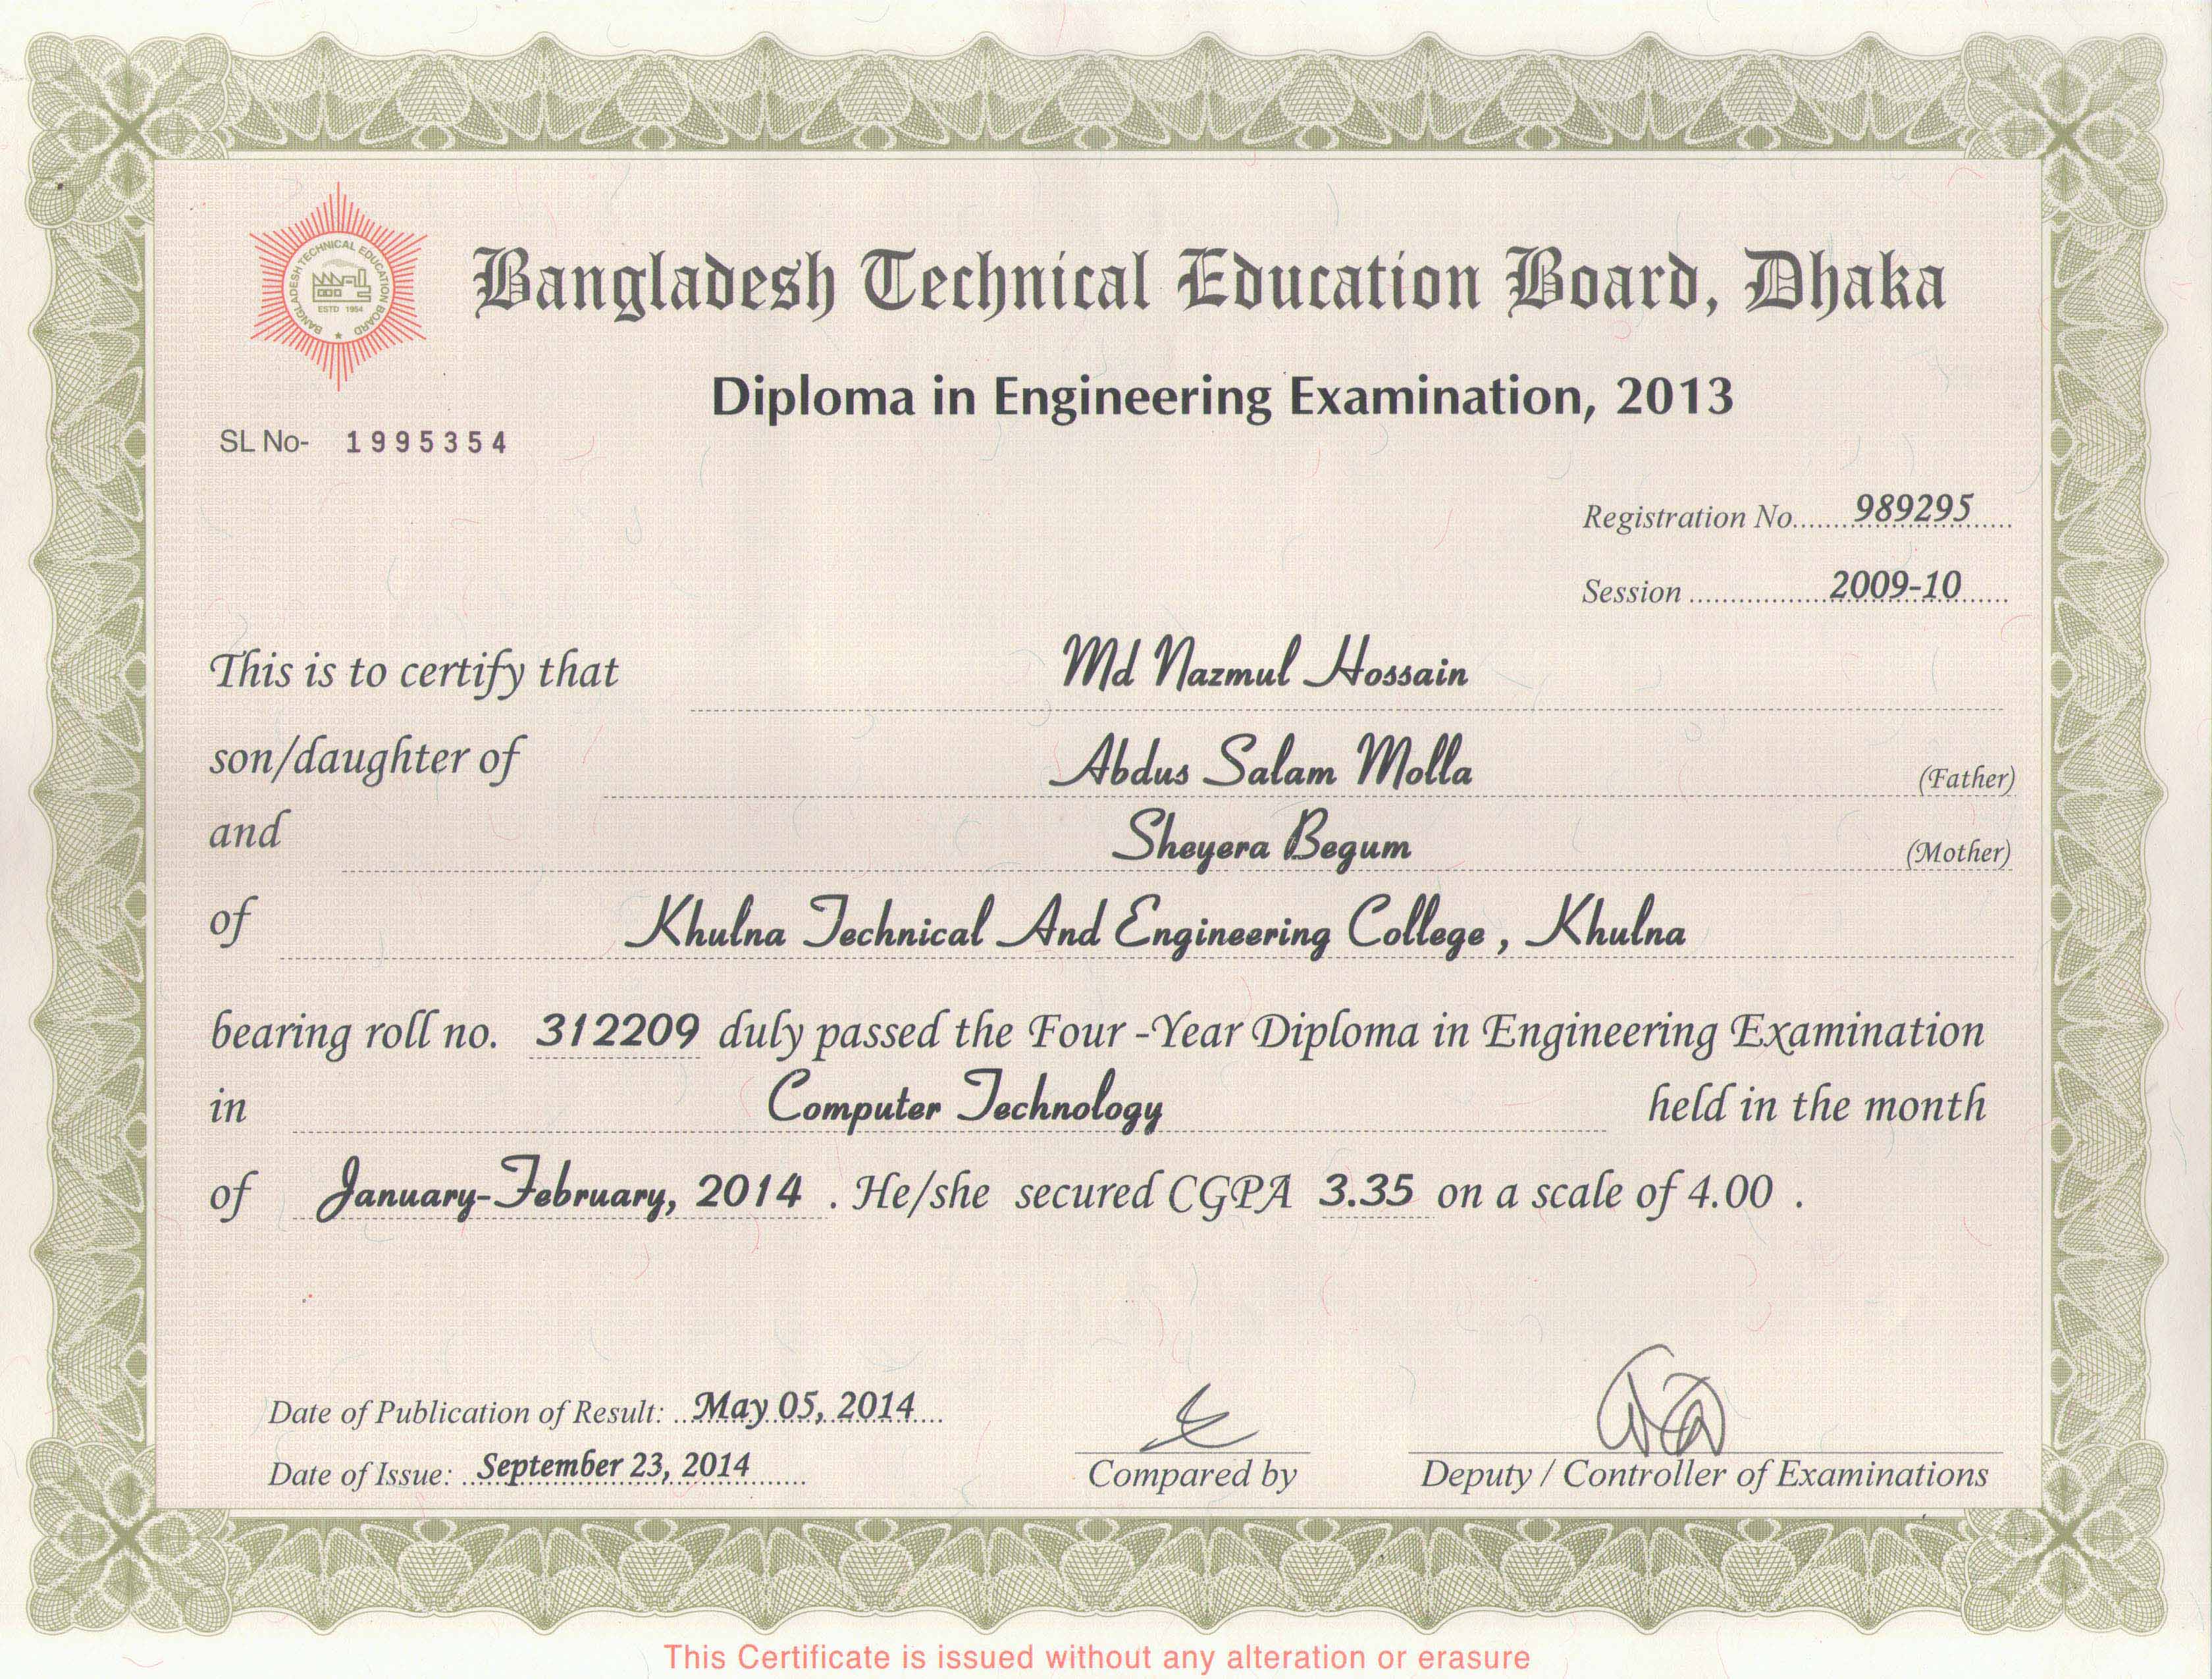 BANGLADESH TECHNICAL EDUCATION BOARD
ESTD 1954
Bangladesh Technical Education Board, Dhaka
Diploma in Engineering Examination, 2013
SL No- 1995354
Registration No. 989295
Session 2009-10
This is to certify that Md Nazmul Hossain
son/daughter of Abdus Salam Molla (Father)
and Sheyera Begum (Mother)
of Khulna Technical And Engineering College , Khulna
bearing roll no. 312209 duly passed the Four -Year Diploma in Engineering Examination
in Computer Technology held in the month
of January-February, 2014 . He/she secured CGPA 3.35 on a scale of 4.00 .
Date of Publication of Result: May 05, 2014
Date of Issue: September 23, 2014
Compared by
Deputy / Controller of Examinations
This Certificate is issued without any alteration or erasure